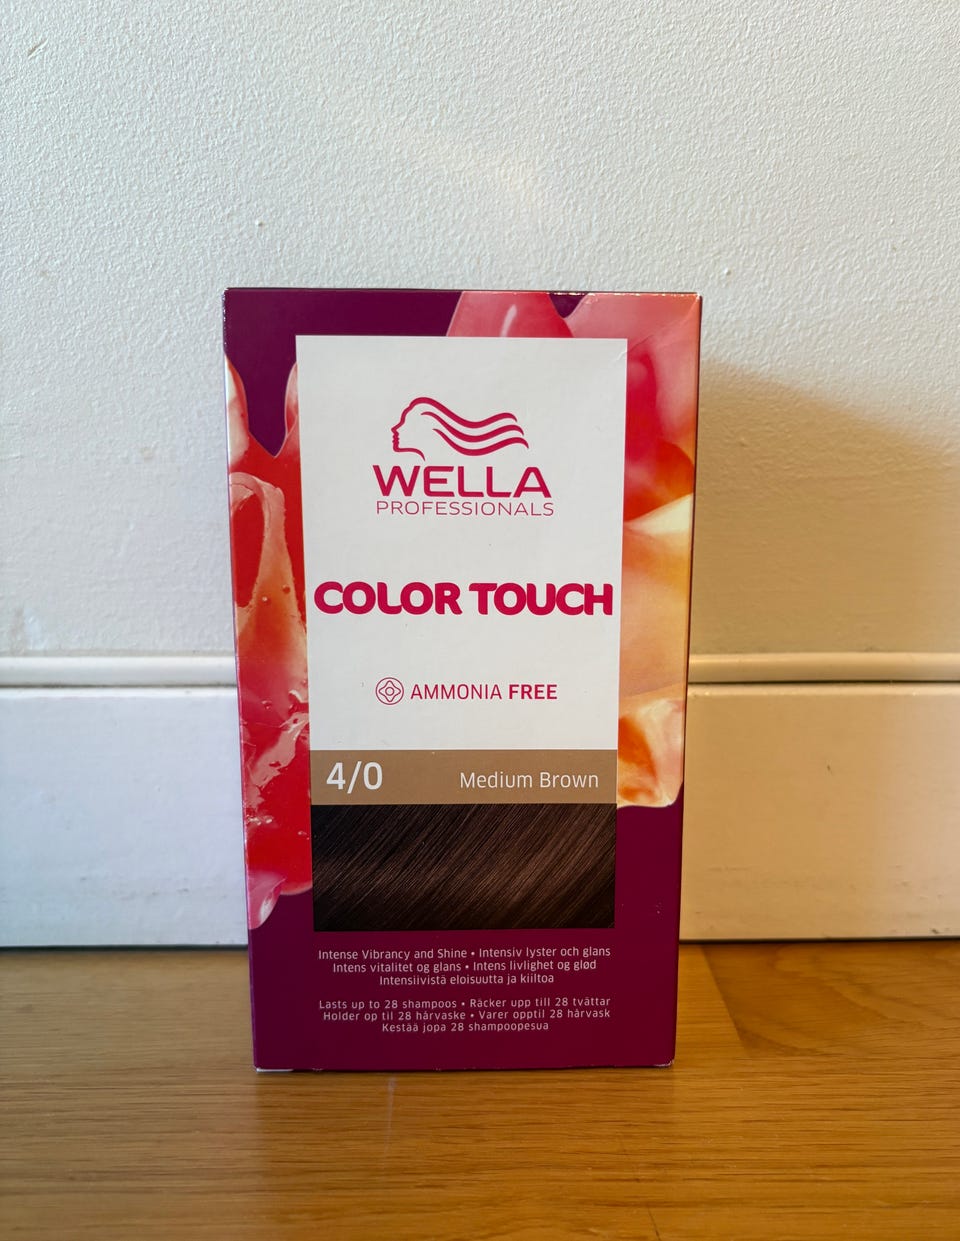 WELLA
PROFESSIONALS
COLOR TOUCH
AMMONIA FREE
4/0 Medium Brown
Intense Vibrancy and Shine • Intensiv lyster och glans
Intens vitalitet og glans • Intens livlighet og glød
Intensiivistä eloisuutta ja kiiltoa
Lasts up to 28 shampoos • Räcker upp till 28 tvättar
Holder op til 28 hårvaske • Varer opptil 28 hårvask
Kestää jopa 28 shampoopesua